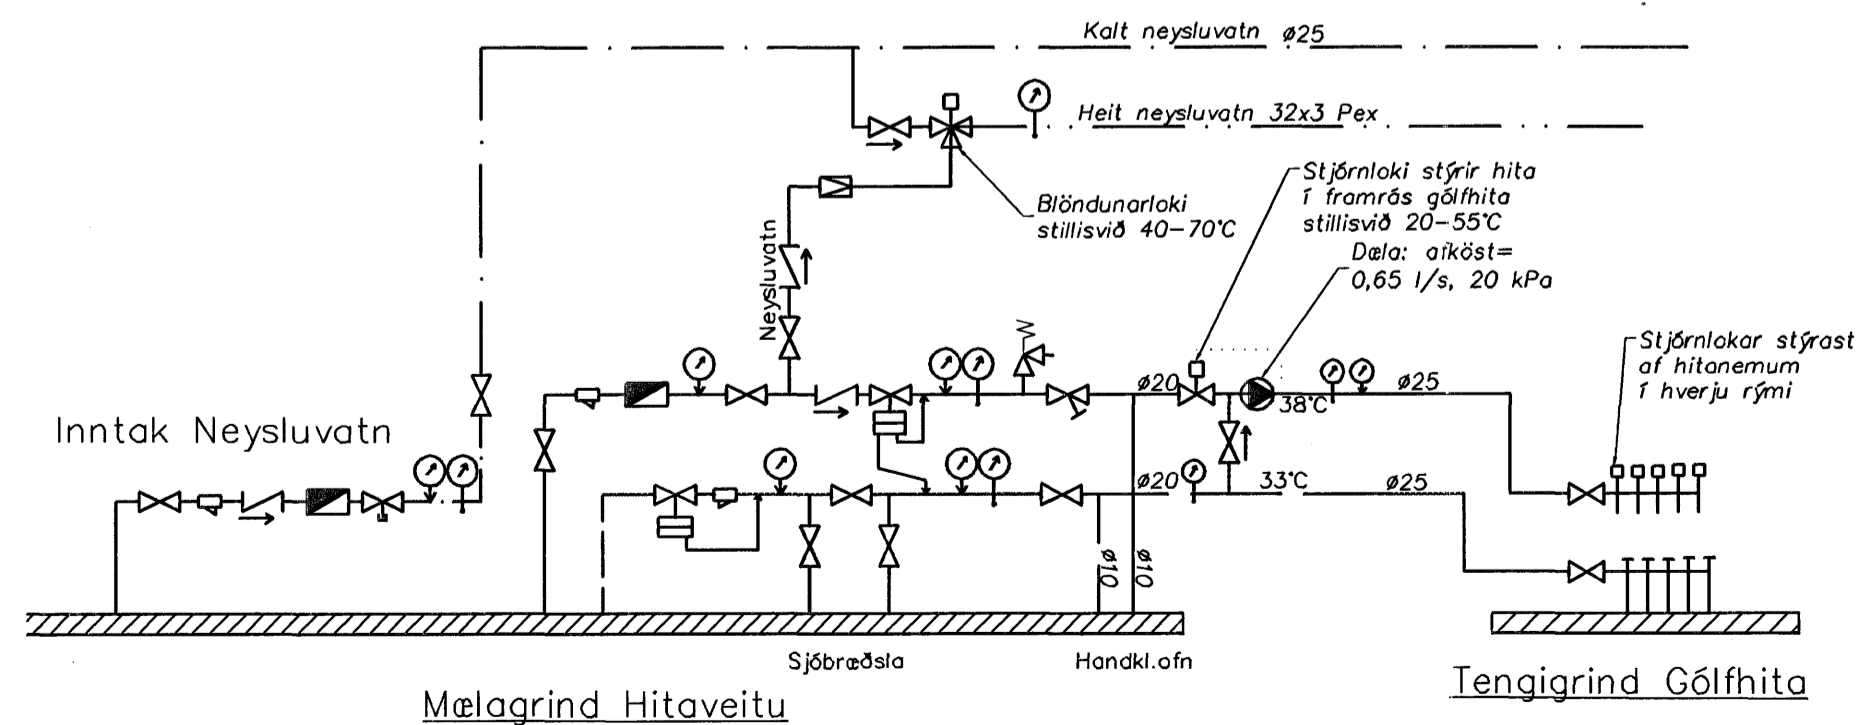 Kalt neysluvatn ø25
Heit neysluvatn 32x3 Pex
Stjórnloki stýrir hita
í framrás gólfhita
stillisvið 20-55°C
Blöndunarloki
stillisvið 40-70°C
Dæla: afköst=
0,65 l/s, 20 kPa
Neysluvatn
Stjórnlokar stýrast
af hitanemum
í hverju rými
Inntak Neysluvatn
ø20
38°C
ø25
ø20
33°C
ø25
ø10
ø10
Sjóbræðsla
Handkl.ofn
Mælagrind Hitaveitu
Tengigrind Gólfhita